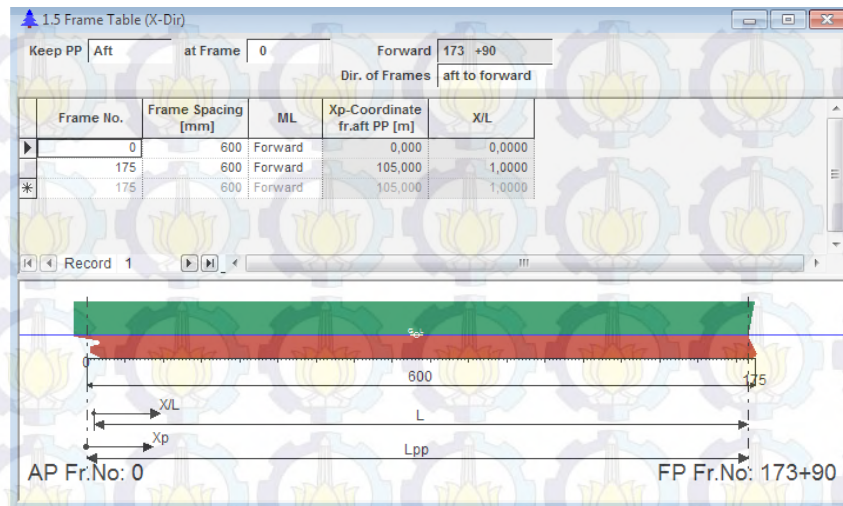 1.5 Frame Table (X-Dir)
Keep PP Aft at Frame 0 Forward 173 +90
Dir. of Frames aft to forward
Frame No. Frame Spacing [mm] ML Xp-Coordinate fr.aft PP [m] X/L
0 600 Forward 0,000 0,0000
175 600 Forward 105,000 1,0000
175 600 Forward 105,000 1,0000
Record 1
0 600 175
X/L L
Xp Lpp
AP Fr.No: 0 FP Fr.No: 173+90